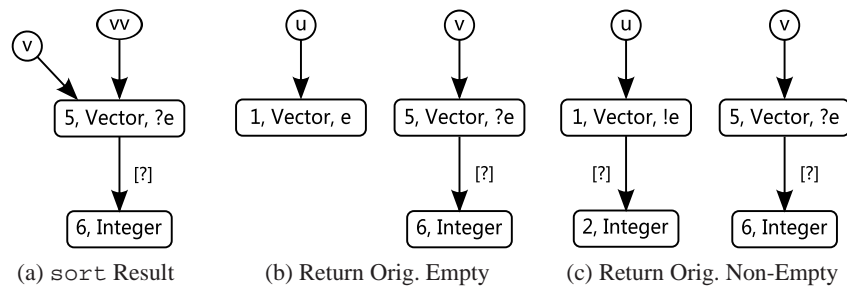 v
vv
5, Vector, ?e
[?]
6, Integer
(a) sort Result
u
v
1, Vector, e
5, Vector, ?e
[?]
6, Integer
(b) Return Orig. Empty
u
v
1, Vector, !e
5, Vector, ?e
[?]
[?]
2, Integer
6, Integer
(c) Return Orig. Non-Empty